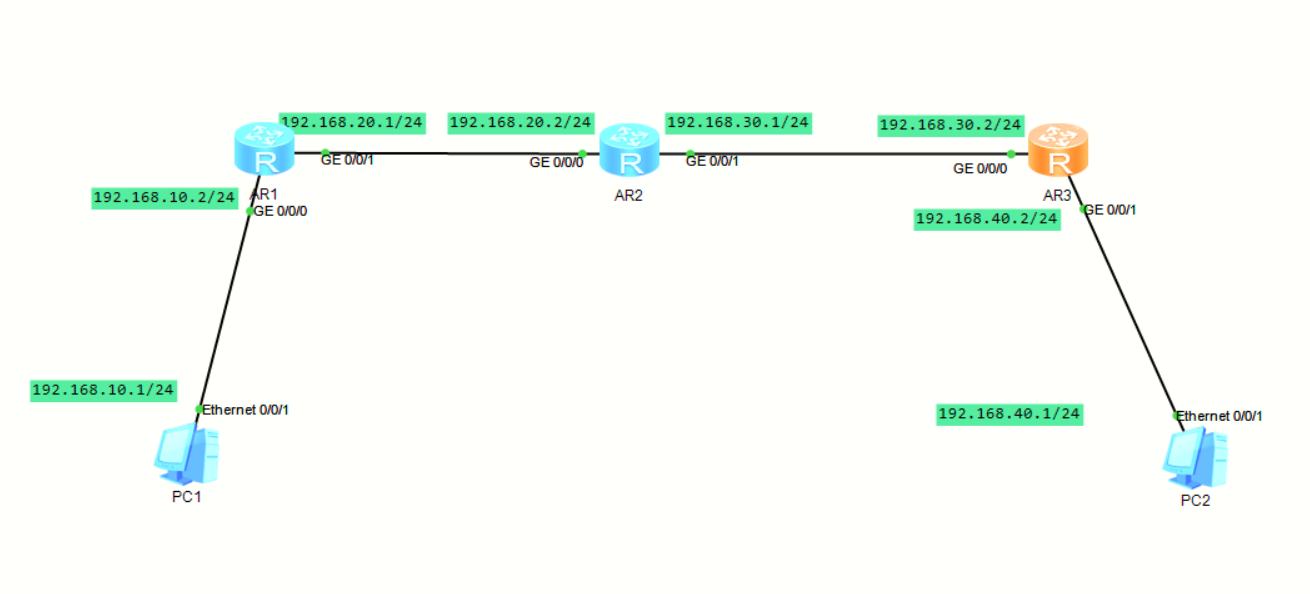 192.168.20.1/24
192.168.20.2/24
192.168.30.1/24
192.168.30.2/24
R
GE 0/0/1
GE 0/0/0
R
GE 0/0/1
GE 0/0/0
R
192.168.10.2/24
AR1
AR2
AR3
GE 0/0/0
192.168.40.2/24
GE 0/0/1
192.168.10.1/24
Ethernet 0/0/1
192.168.40.1/24
Ethernet 0/0/1
PC1
PC2